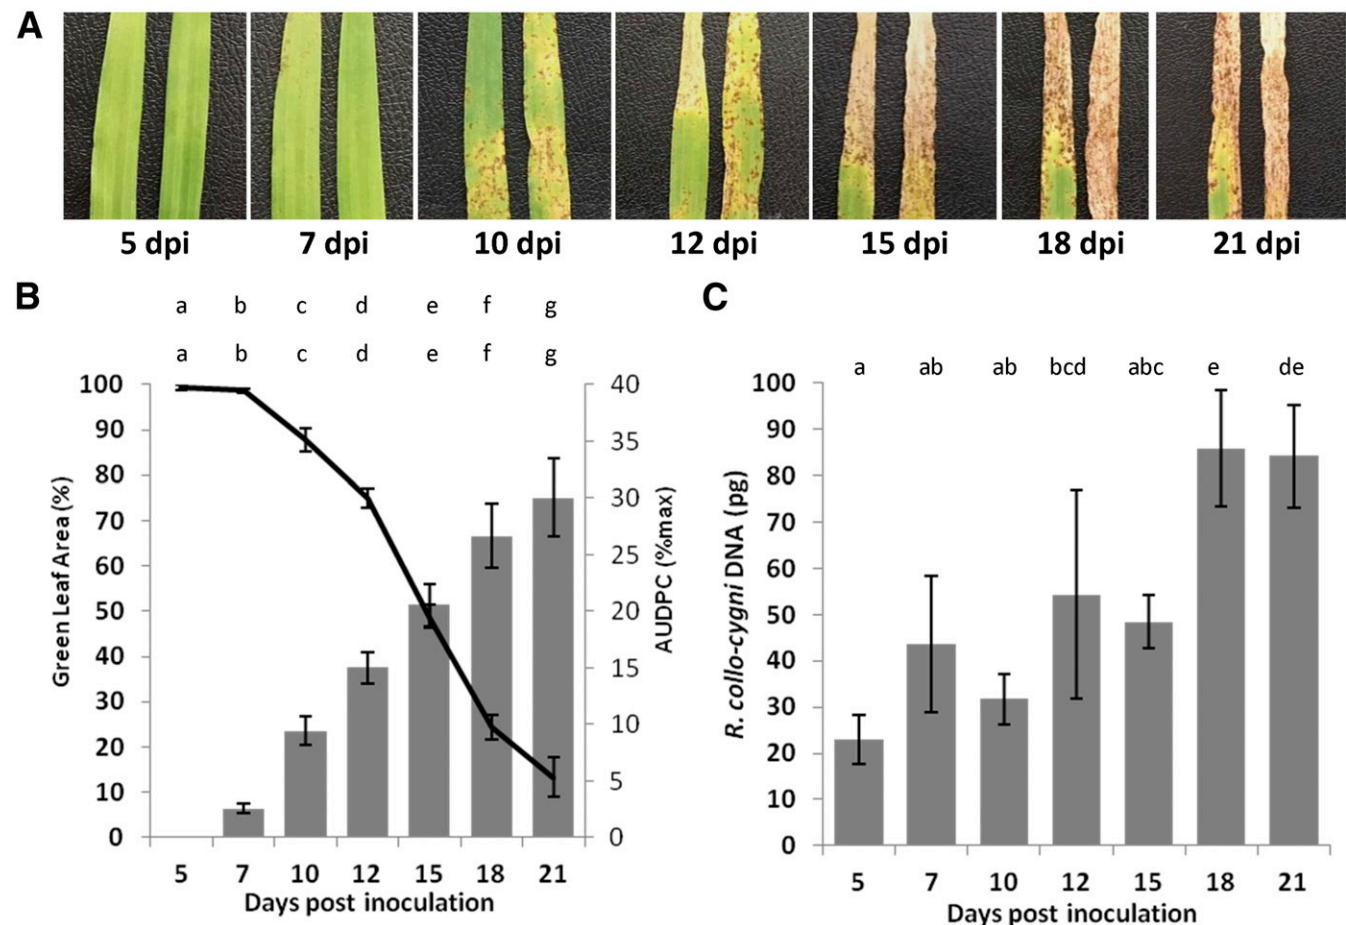 A
5 dpi 7 dpi 10 dpi 12 dpi 15 dpi 18 dpi 21 dpi
B
a b c d e f g
a b c d e f g
Green Leaf Area (%)
100
90
80
70
60
50
40
30
20
10
0
40
35
30
25
20
15
10
5
0
AUDPC (%max)
5 7 10 12 15 18 21
Days post inoculation
C
a ab ab bcd abc e de
R. collo-cygni DNA (pg)
100
90
80
70
60
50
40
30
20
10
0
5 7 10 12 15 18 21
Days post inoculation